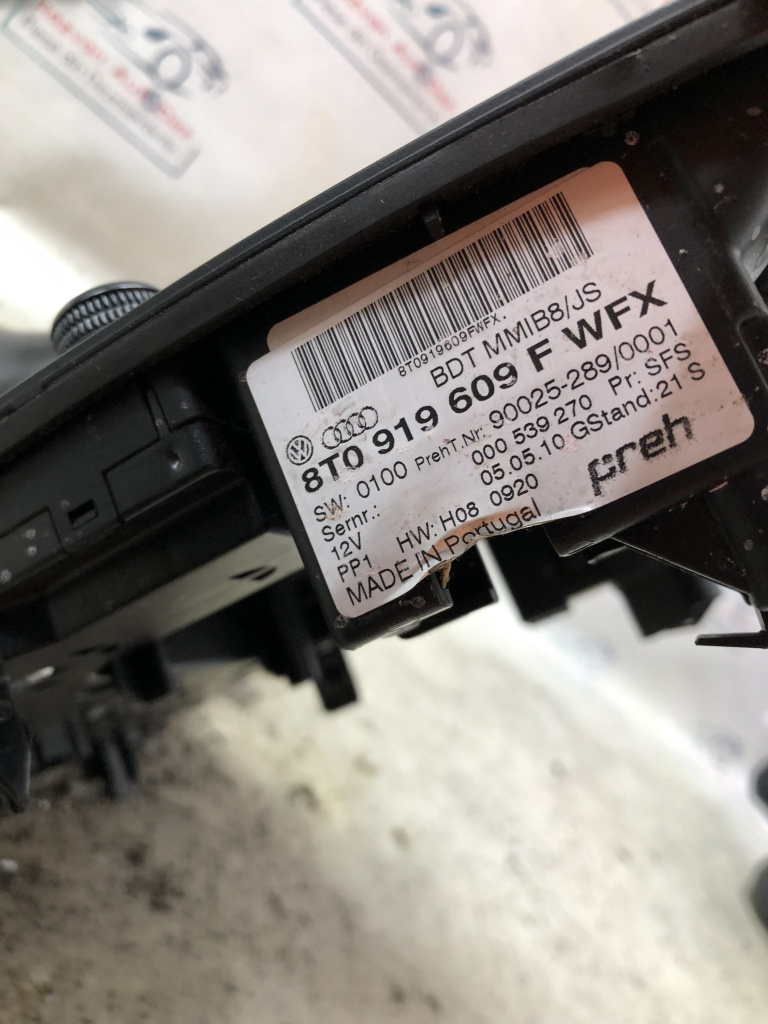 8T0919609FWFX.
BDT MMIB8/JS
8T0 919 609 F WFX
SW: 0100 PrehT.Nr: 90025-289/0001
Sernr.: 000 539 270 Pr: SFS
12V 05.05.10 GStand:21 S
PP1 HW: H08 0920
MADE IN Portugal
preh